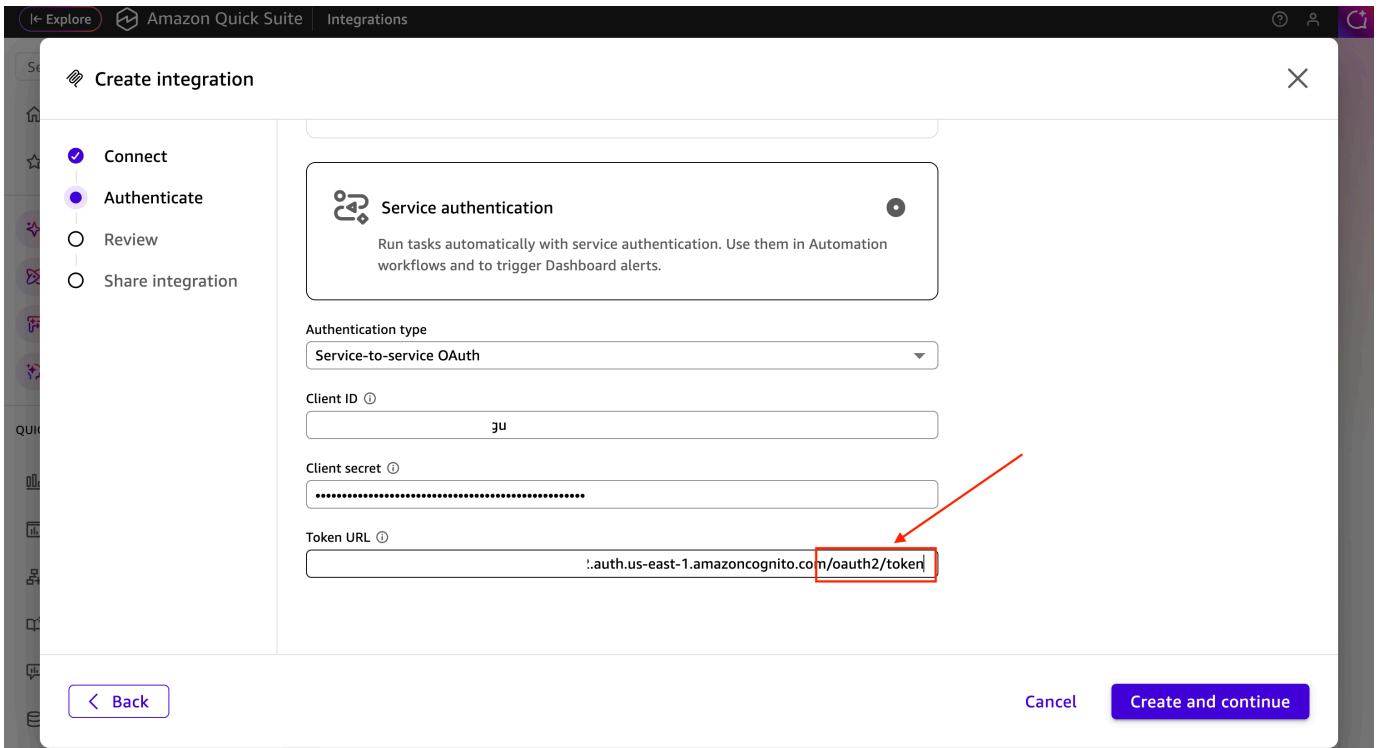 Explore
Amazon Quick Suite
Integrations
Se
Create integration
Connect
Authenticate
Review
Share integration
Service authentication
Run tasks automatically with service authentication. Use them in Automation
workflows and to trigger Dashboard alerts.
Authentication type
Service-to-service OAuth
Client ID
gu
Client secret
••••••••••••••••••••••••••••••••••••••••••••••••••••
Token URL
.auth.us-east-1.amazoncognito.com/oauth2/token
QUIC
Back
Cancel
Create and continue